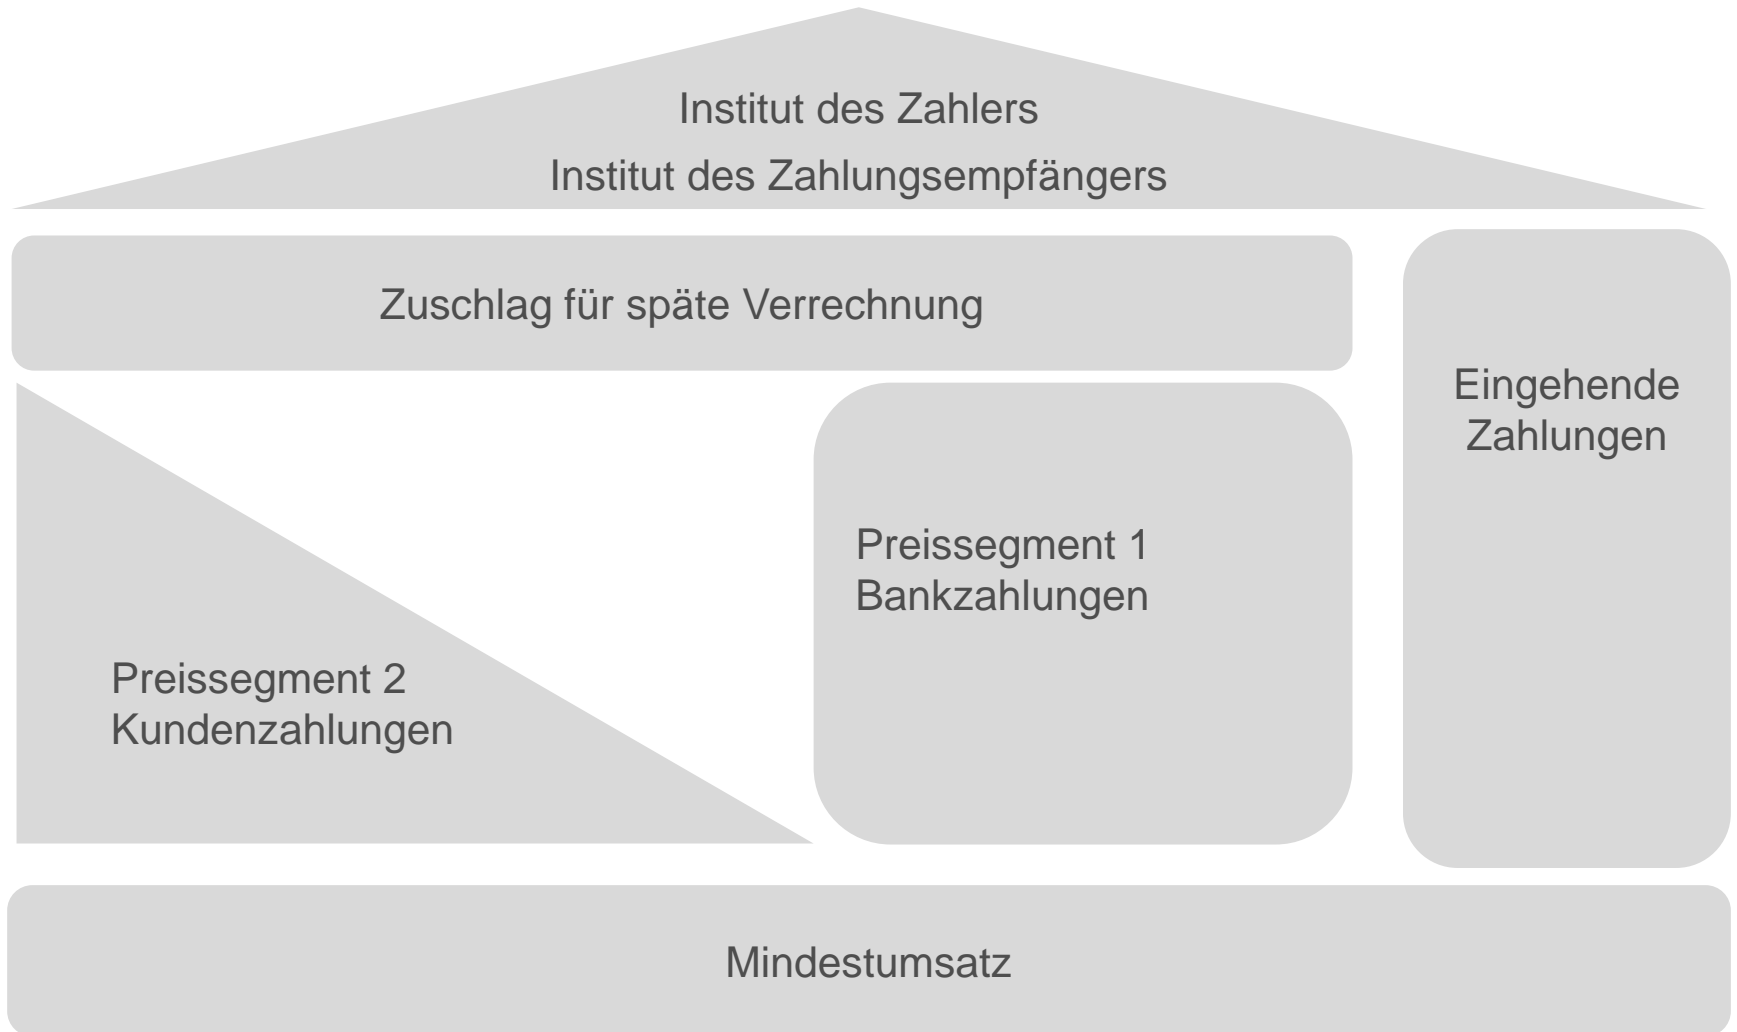 Institut des Zahlers
Institut des Zahlungsempfängers
Zuschlag für späte Verrechnung
Eingehende
Zahlungen
Preissegment 1
Bankzahlungen
Preissegment 2
Kundenzahlungen
Mindestumsatz